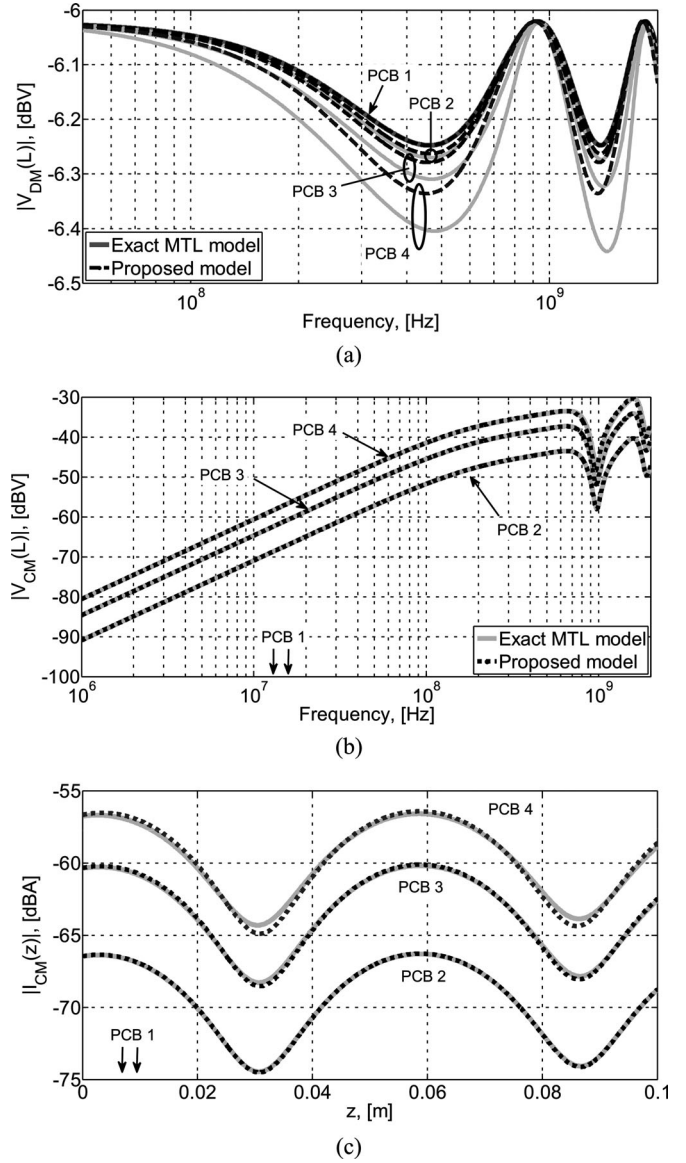 -6
-6.1
-6.2
-6.3
-6.4
-6.5
|V_DM(L)|, [dBV]
PCB 1
PCB 2
PCB 3
PCB 4
Exact MTL model
Proposed model
10^8
10^9
Frequency, [Hz]
(a)
-30
-40
-50
-60
-70
-80
-90
-100
|V_CM(L)|, [dBV]
PCB 4
PCB 3
PCB 2
PCB 1
Exact MTL model
Proposed model
10^6
10^7
10^8
10^9
Frequency, [Hz]
(b)
-55
-60
-65
-70
-75
|I_CM(z)|, [dBA]
PCB 4
PCB 3
PCB 2
PCB 1
0
0.02
0.04
0.06
0.08
0.1
z, [m]
(c)